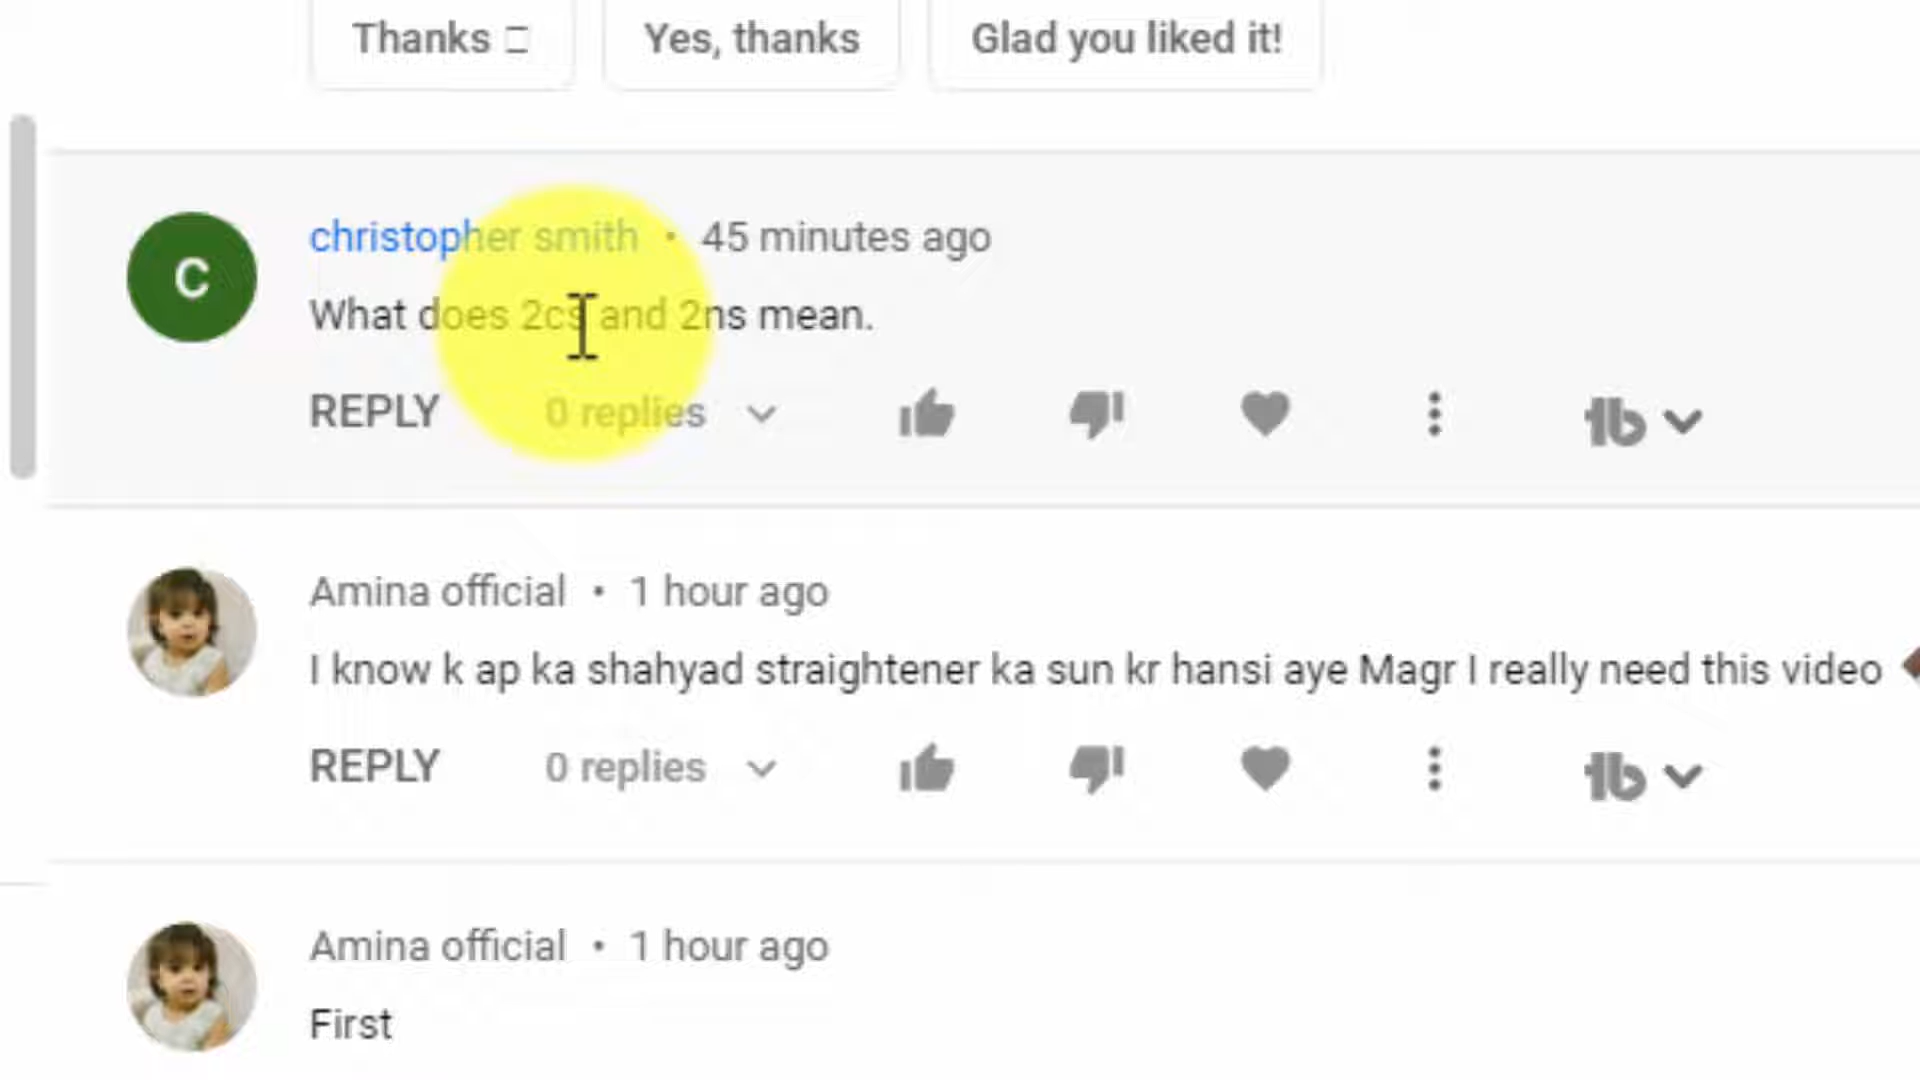 Thanks
Yes, thanks
Glad you liked it!
C
christopher smith • 45 minutes ago
What does 2cs and 2ns mean.
REPLY 0 replies
Amina official • 1 hour ago
I know k ap ka shahyad straightener ka sun kr hansi aye Magr I really need this video
REPLY 0 replies
Amina official • 1 hour ago
First